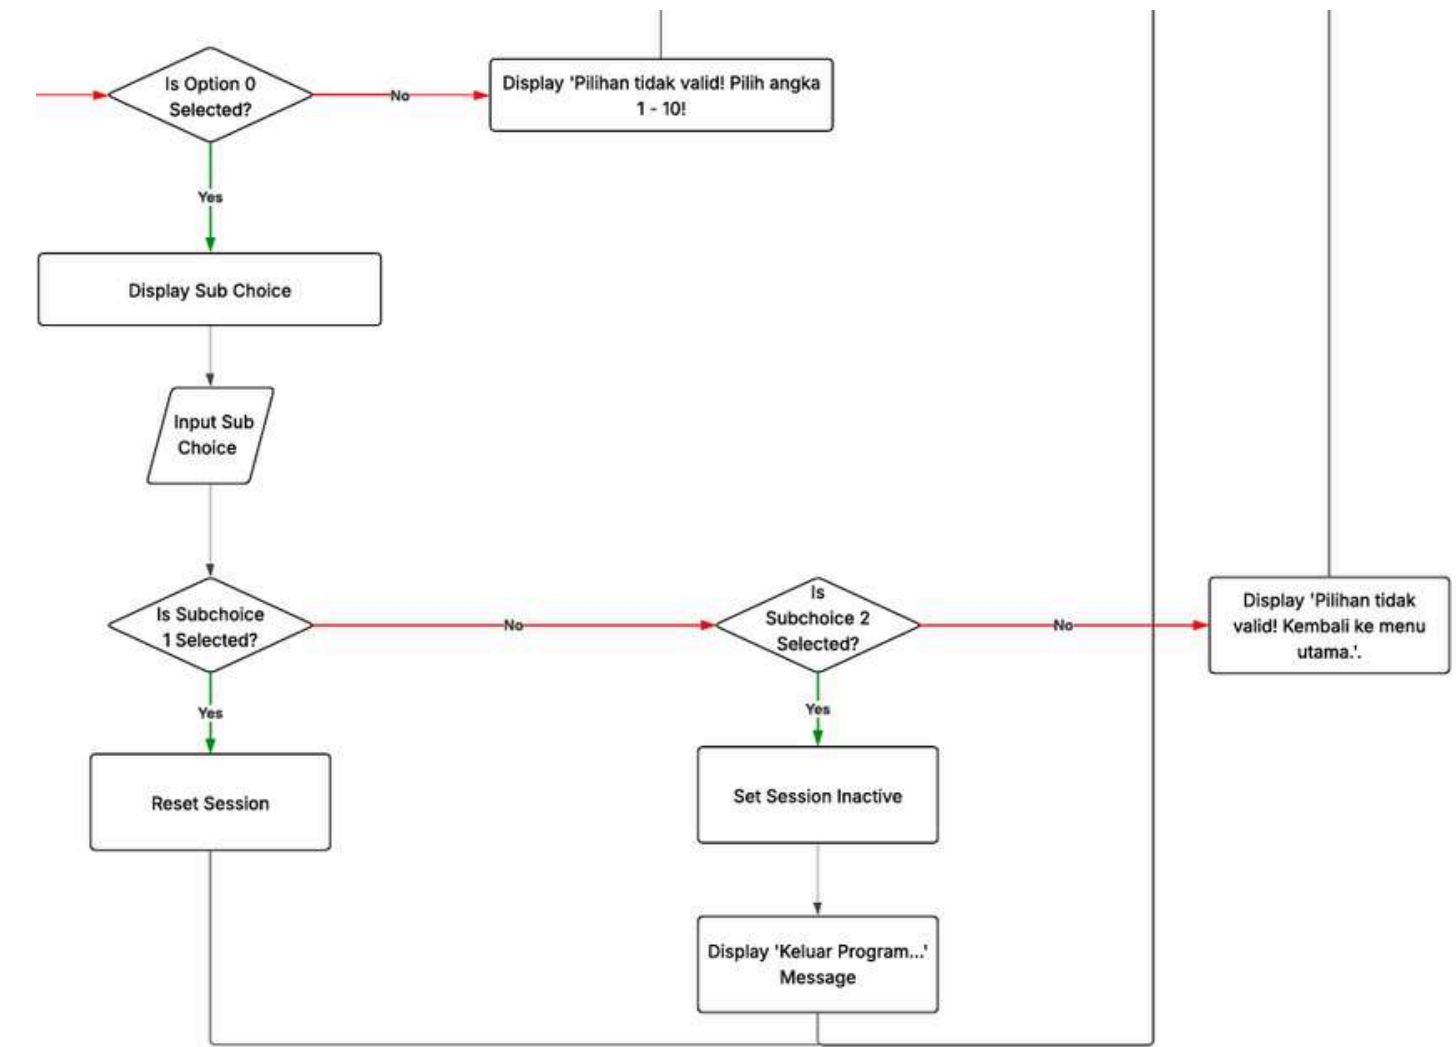 Is Option 0
Selected?
No
Display 'Pilihan tidak valid! Pilih angka
1 - 10!
Yes
Display Sub Choice
Input Sub
Choice
Is Subchoice
1 Selected?
No
Is
Subchoice 2
Selected?
No
Display 'Pilihan tidak
valid! Kembali ke menu
utama.'.
Yes
Yes
Reset Session
Set Session Inactive
Display 'Keluar Program...'
Message